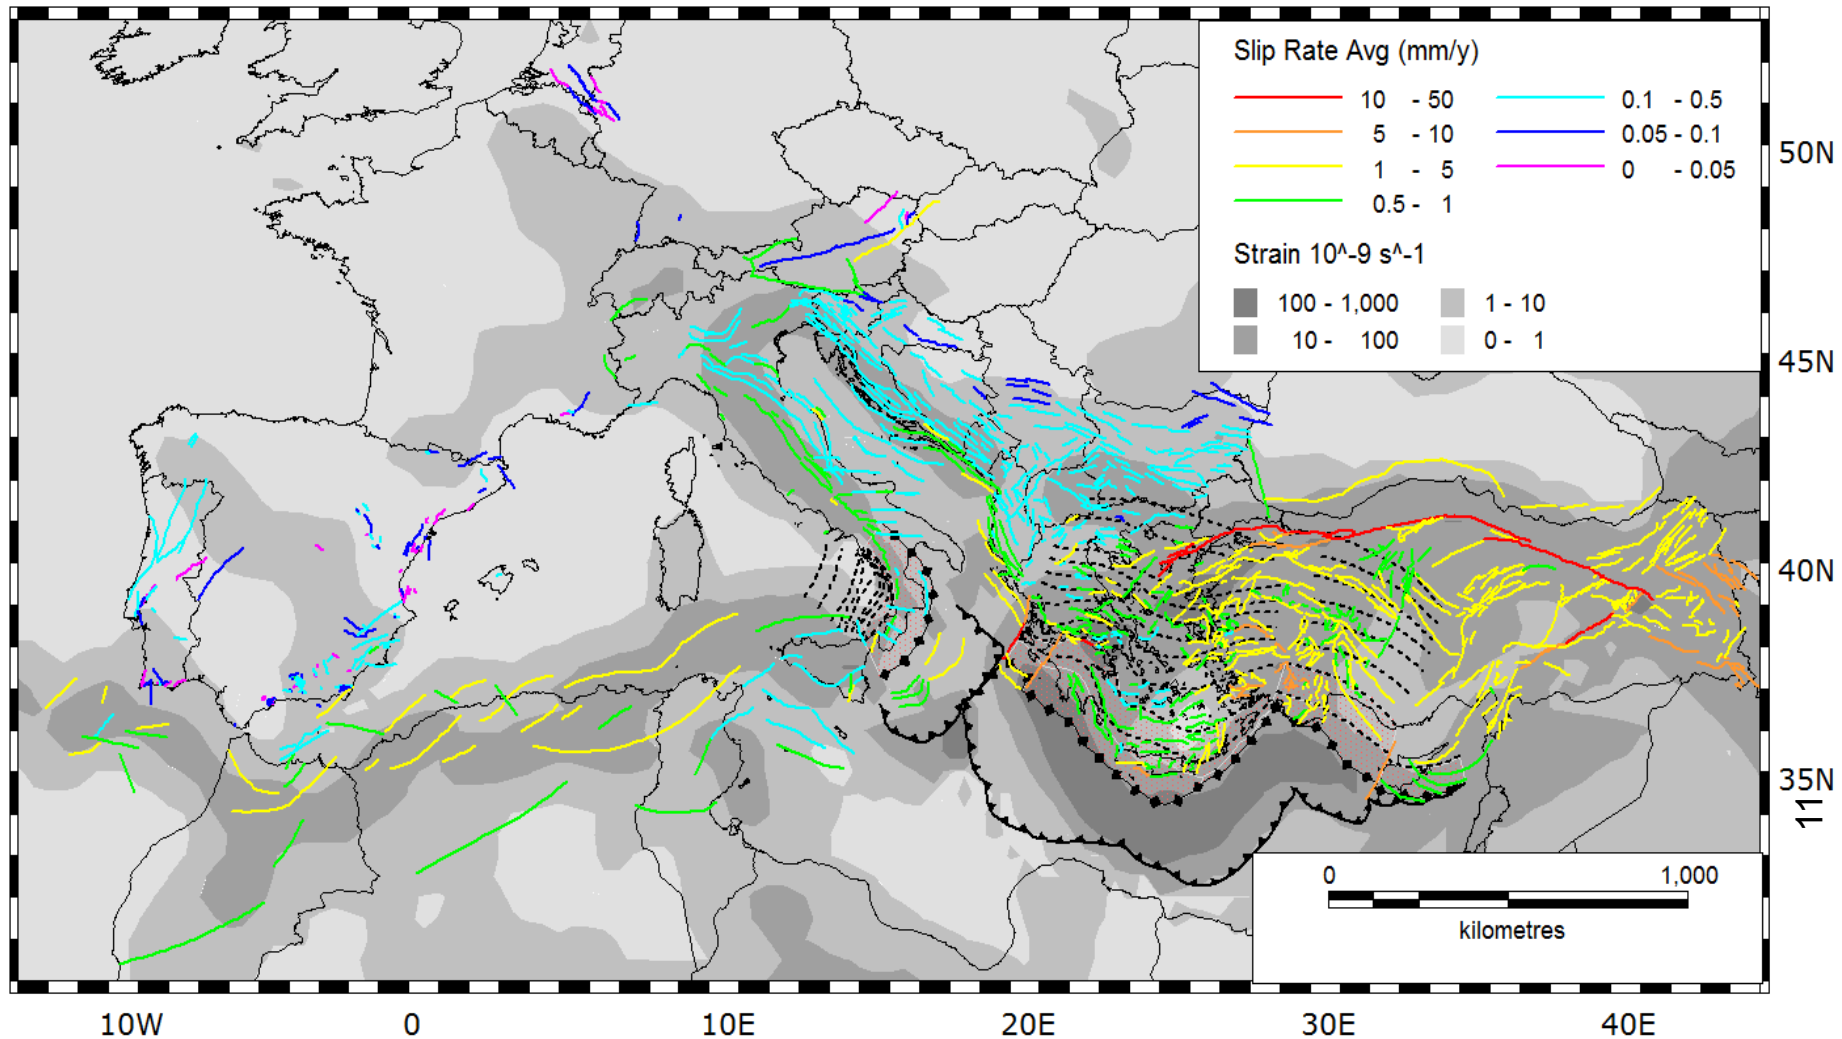 Slip Rate Avg (mm/y)
10 - 50 0.1 - 0.5
5 - 10 0.05 - 0.1
1 - 5 0 - 0.05
0.5 - 1
Strain 10^-9 s^-1
100 - 1,000 1 - 10
10 - 100 0 - 1
50N
45N
40N
35N
11
0 1,000
kilometres
10W 0 10E 20E 30E 40E